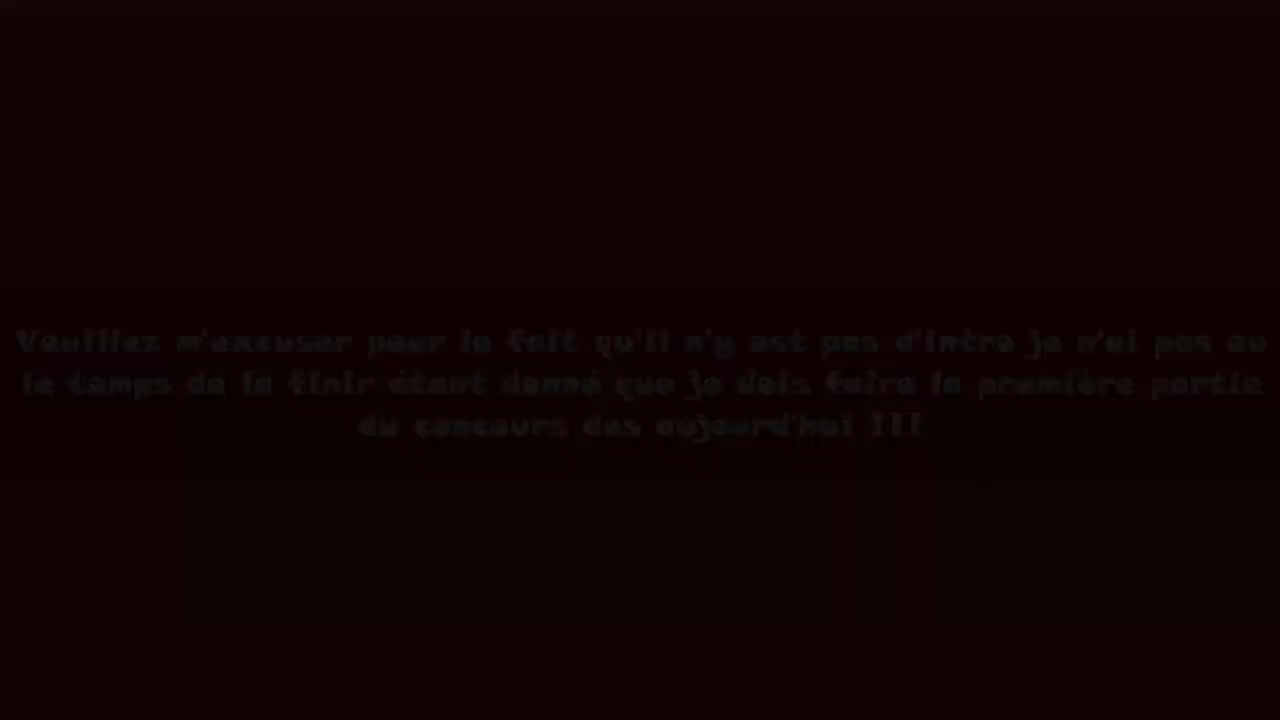 Veuillez m'excuser pour le fait qu'il n'y est pas d'intro je n'ai pas eu
le temps de la finir étant donné que je dois faire la première partie
du concours des aujourd'hui !!!